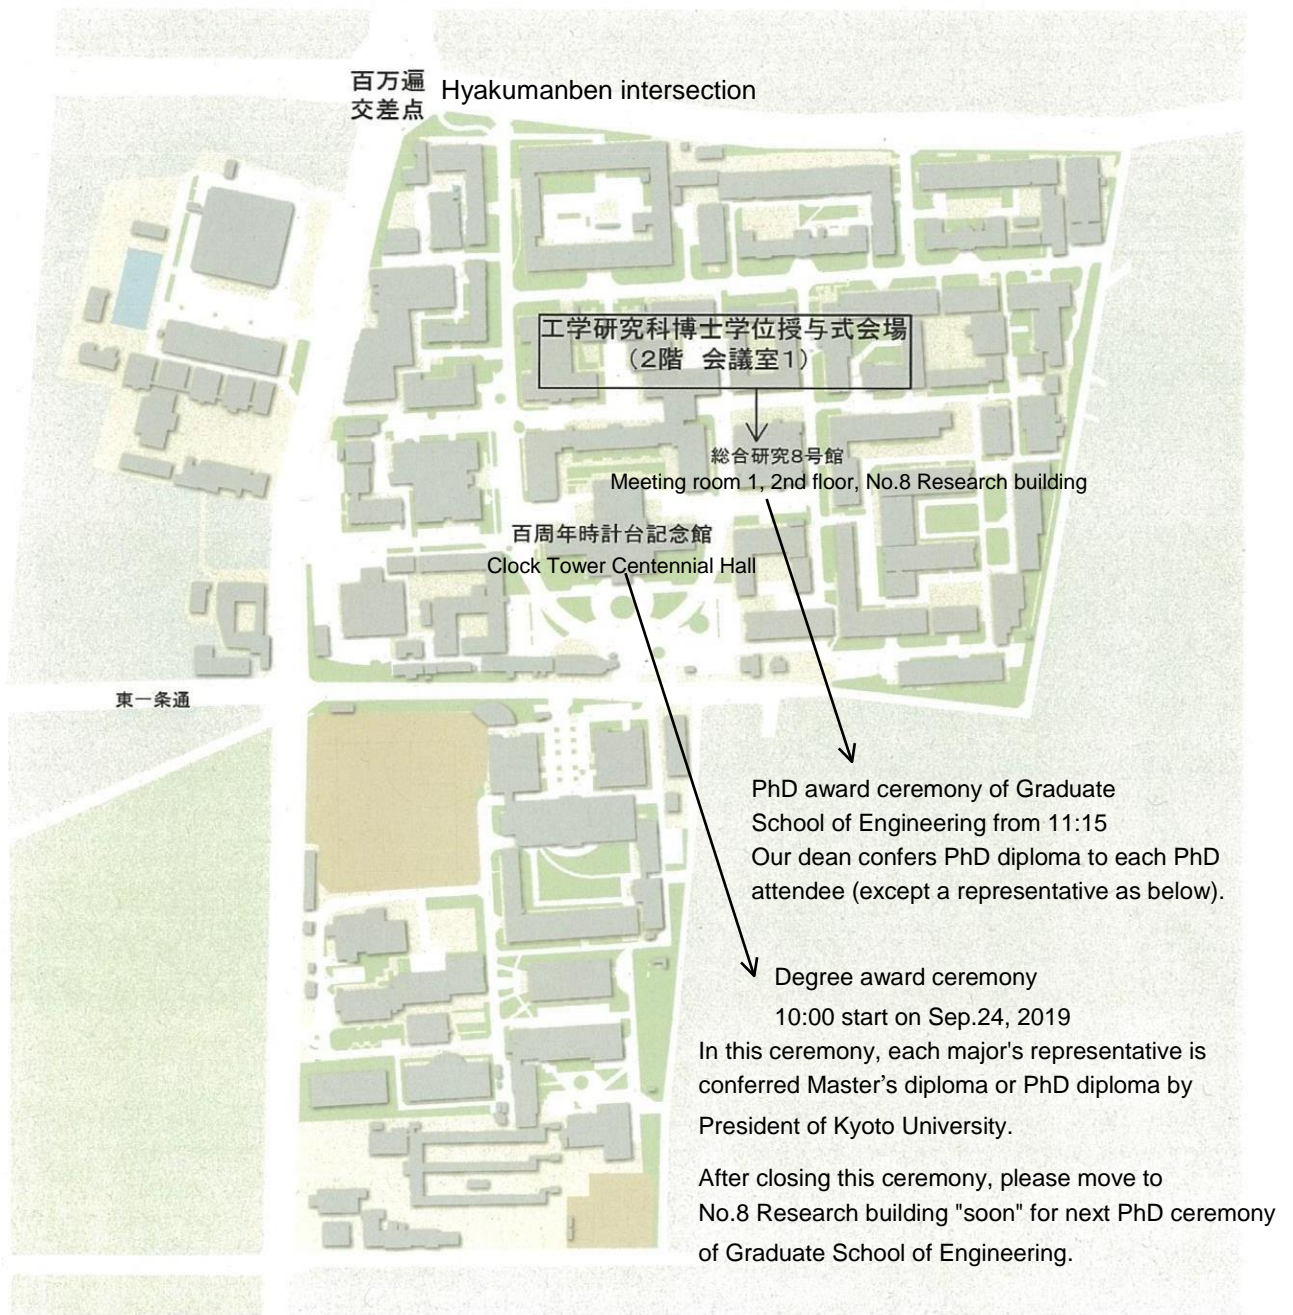 百万遍
交差点
Hyakumanben intersection
工学研究科博士学位授与式会場
（2階　会議室1）
総合研究8号館
Meeting room 1, 2nd floor, No.8 Research building
百周年時計台記念館
Clock Tower Centennial Hall
東一条通
PhD award ceremony of Graduate
School of Engineering from 11:15
Our dean confers PhD diploma to each PhD
attendee (except a representative as below).
Degree award ceremony
10:00 start on Sep.24, 2019
In this ceremony, each major's representative is
conferred Master’s diploma or PhD diploma by
President of Kyoto University.
After closing this ceremony, please move to
No.8 Research building "soon" for next PhD ceremony
of Graduate School of Engineering.